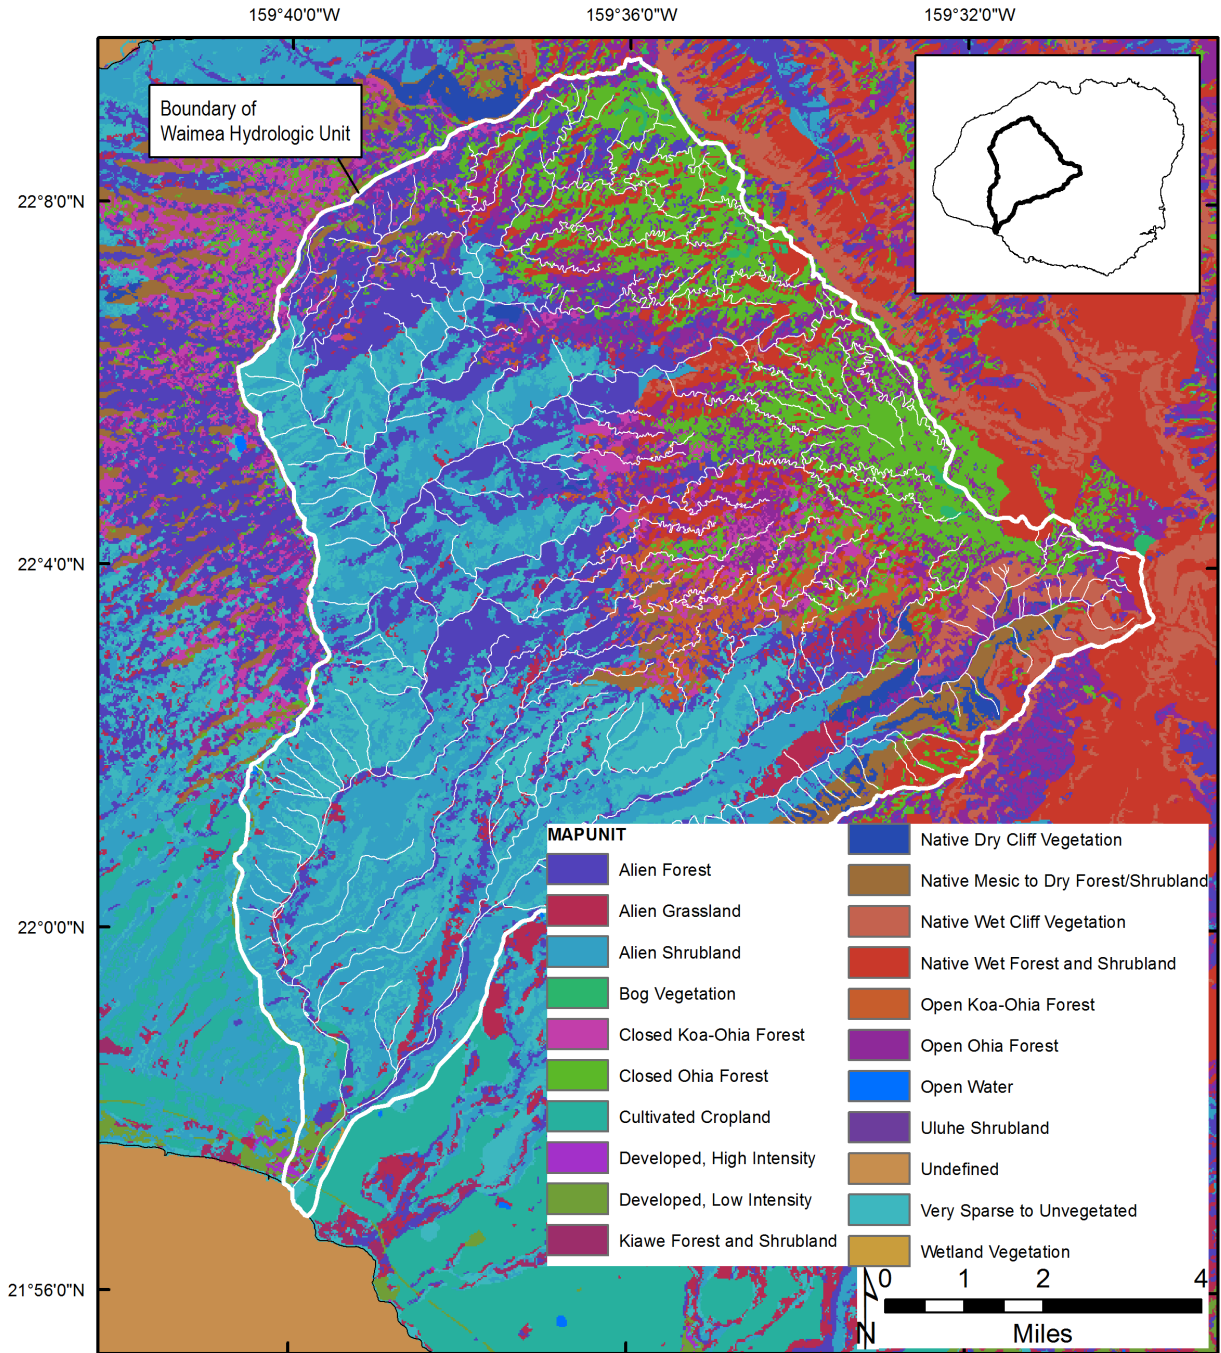 159°40'0"W
159°36'0"W
159°32'0"W
Boundary of
Waimea Hydrologic Unit
22°8'0"N
22°4'0"N
22°0'0"N
21°56'0"N
MAPUNIT
Alien Forest
Alien Grassland
Alien Shrubland
Bog Vegetation
Closed Koa-Ohia Forest
Closed Ohia Forest
Cultivated Cropland
Developed, High Intensity
Developed, Low Intensity
Kiawe Forest and Shrubland
Native Dry Cliff Vegetation
Native Mesic to Dry Forest/Shrubland
Native Wet Cliff Vegetation
Native Wet Forest and Shrubland
Open Koa-Ohia Forest
Open Ohia Forest
Open Water
Uluhe Shrubland
Undefined
Very Sparse to Unvegetated
Wetland Vegetation
0 1 2 4
N
Miles